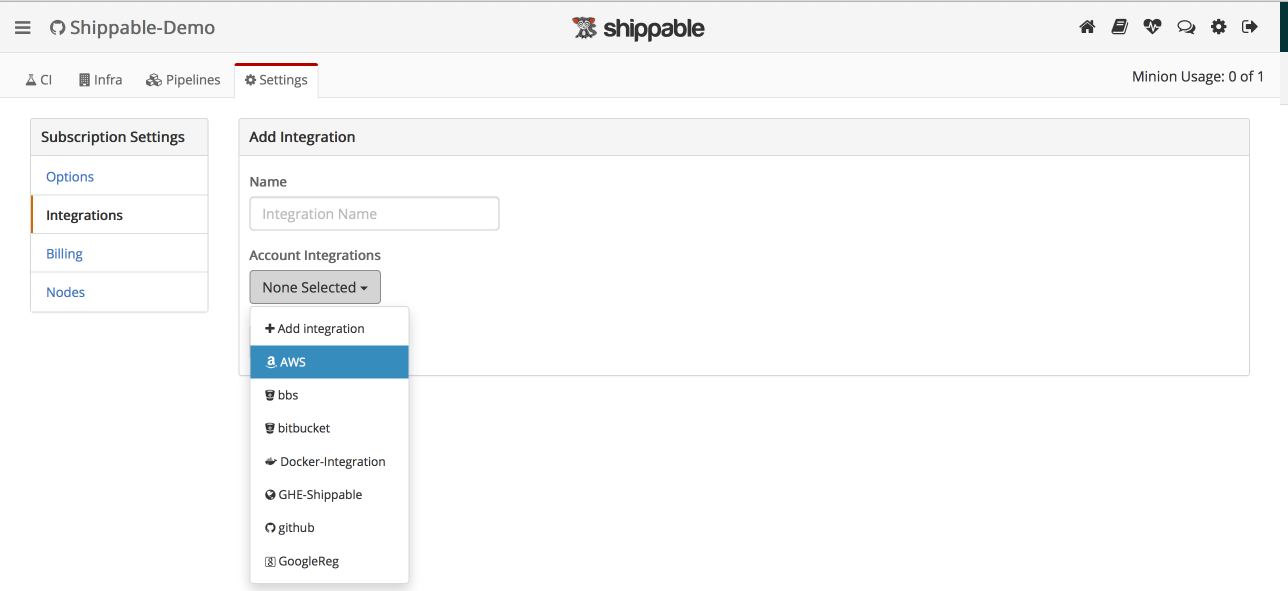 Shippable-Demo
shippable
CI Infra Pipelines Settings
Minion Usage: 0 of 1
Subscription Settings
Options
Integrations
Billing
Nodes
Add Integration
Name
Integration Name
Account Integrations
None Selected
Add integration
AWS
bbs
bitbucket
Docker-Integration
GHE-Shippable
github
GoogleReg